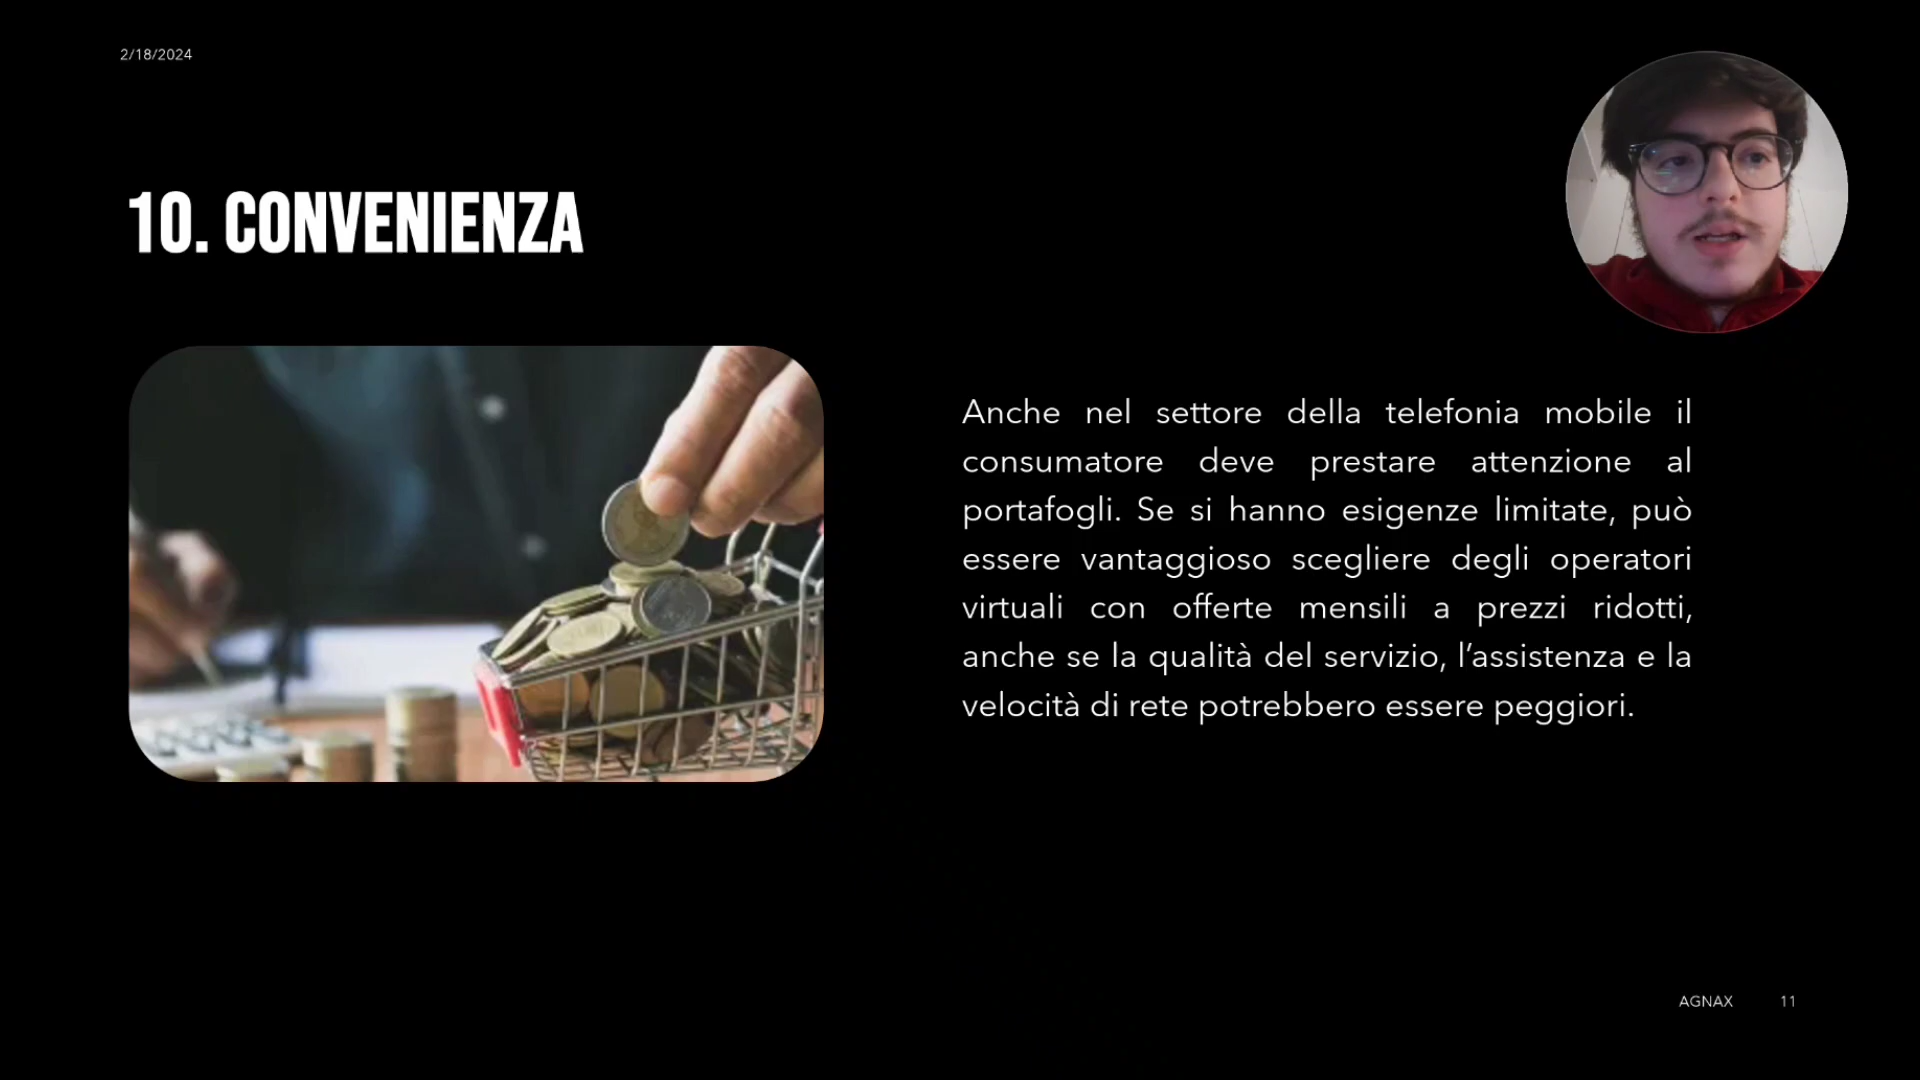 2/18/2024
10. CONVENIENZA
Anche nel settore della telefonia mobile il
consumatore deve prestare attenzione al
portafogli. Se si hanno esigenze limitate, può
essere vantaggioso scegliere degli operatori
virtuali con offerte mensili a prezzi ridotti,
anche se la qualità del servizio, l’assistenza e la
velocità di rete potrebbero essere peggiori.
AGNAX 11